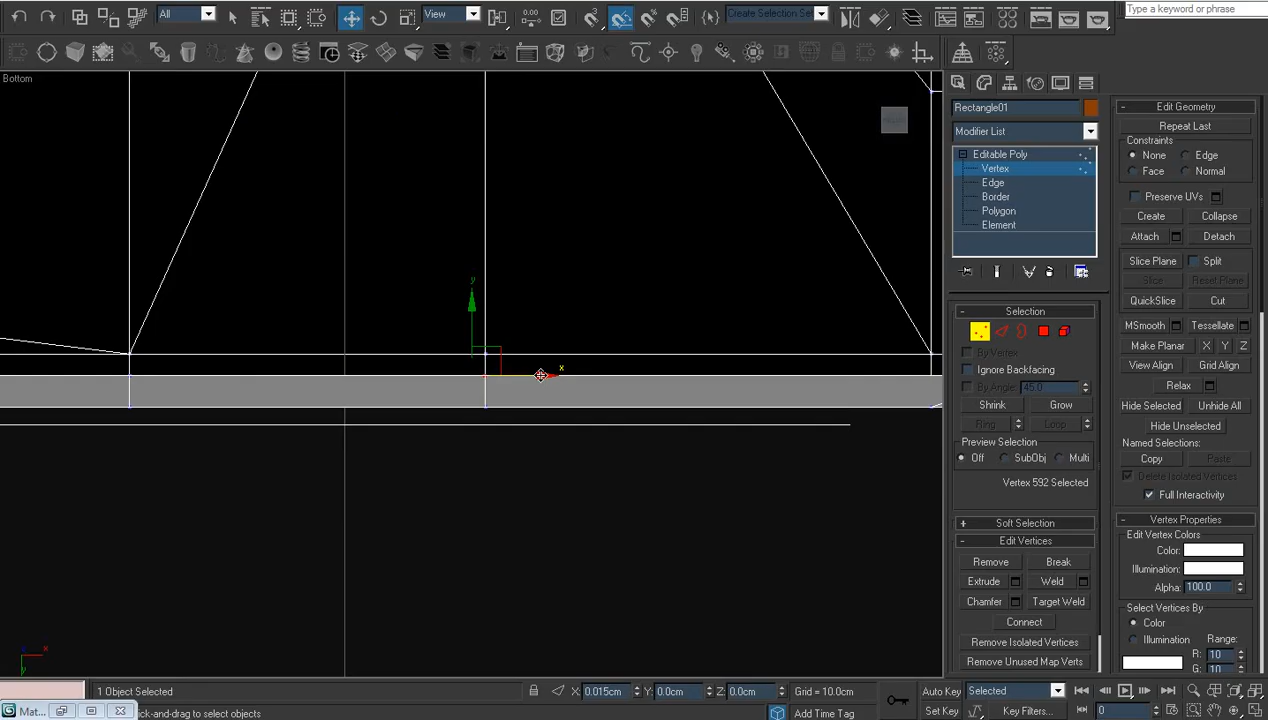 All
View
Create Selection Set
Type a keyword or phrase
Bottom
y
x
Rectangle01
Modifier List
Editable Poly
Vertex
Edge
Border
Polygon
Element
Selection
By Vertex
Ignore Backfacing
By Angle: 45.0
Shrink Grow
Ring Loop
Preview Selection
Off SubObj Multi
Vertex 592 Selected
Soft Selection
Edit Vertices
Remove Break
Extrude Weld
Chamfer Target Weld
Connect
Remove Isolated Vertices
Remove Unused Map Verts
Edit Geometry
Repeat Last
Constraints
None Edge
Face Normal
Preserve UVs
Create Collapse
Attach Detach
Slice Plane Split
Slice Reset Plane
QuickSlice Cut
MSmooth Tessellate
Make Planar X Y Z
View Align Grid Align
Relax
Hide Selected Unhide All
Hide Unselected
Named Selections:
Copy Paste
Delete Isolated Vertices
Full Interactivity
Vertex Properties
Edit Vertex Colors
Color:
Illumination:
Alpha: 100.0
Select Vertices By
Color
Illumination Range:
R: 10
G: 10
x
y
1 Object Selected X: 0.015cm Y: 0.0cm Z: 0.0cm Grid = 10.0cm Auto Key Selected
Mat... ick-and-drag to select objects Add Time Tag Set Key Key Filters... 0